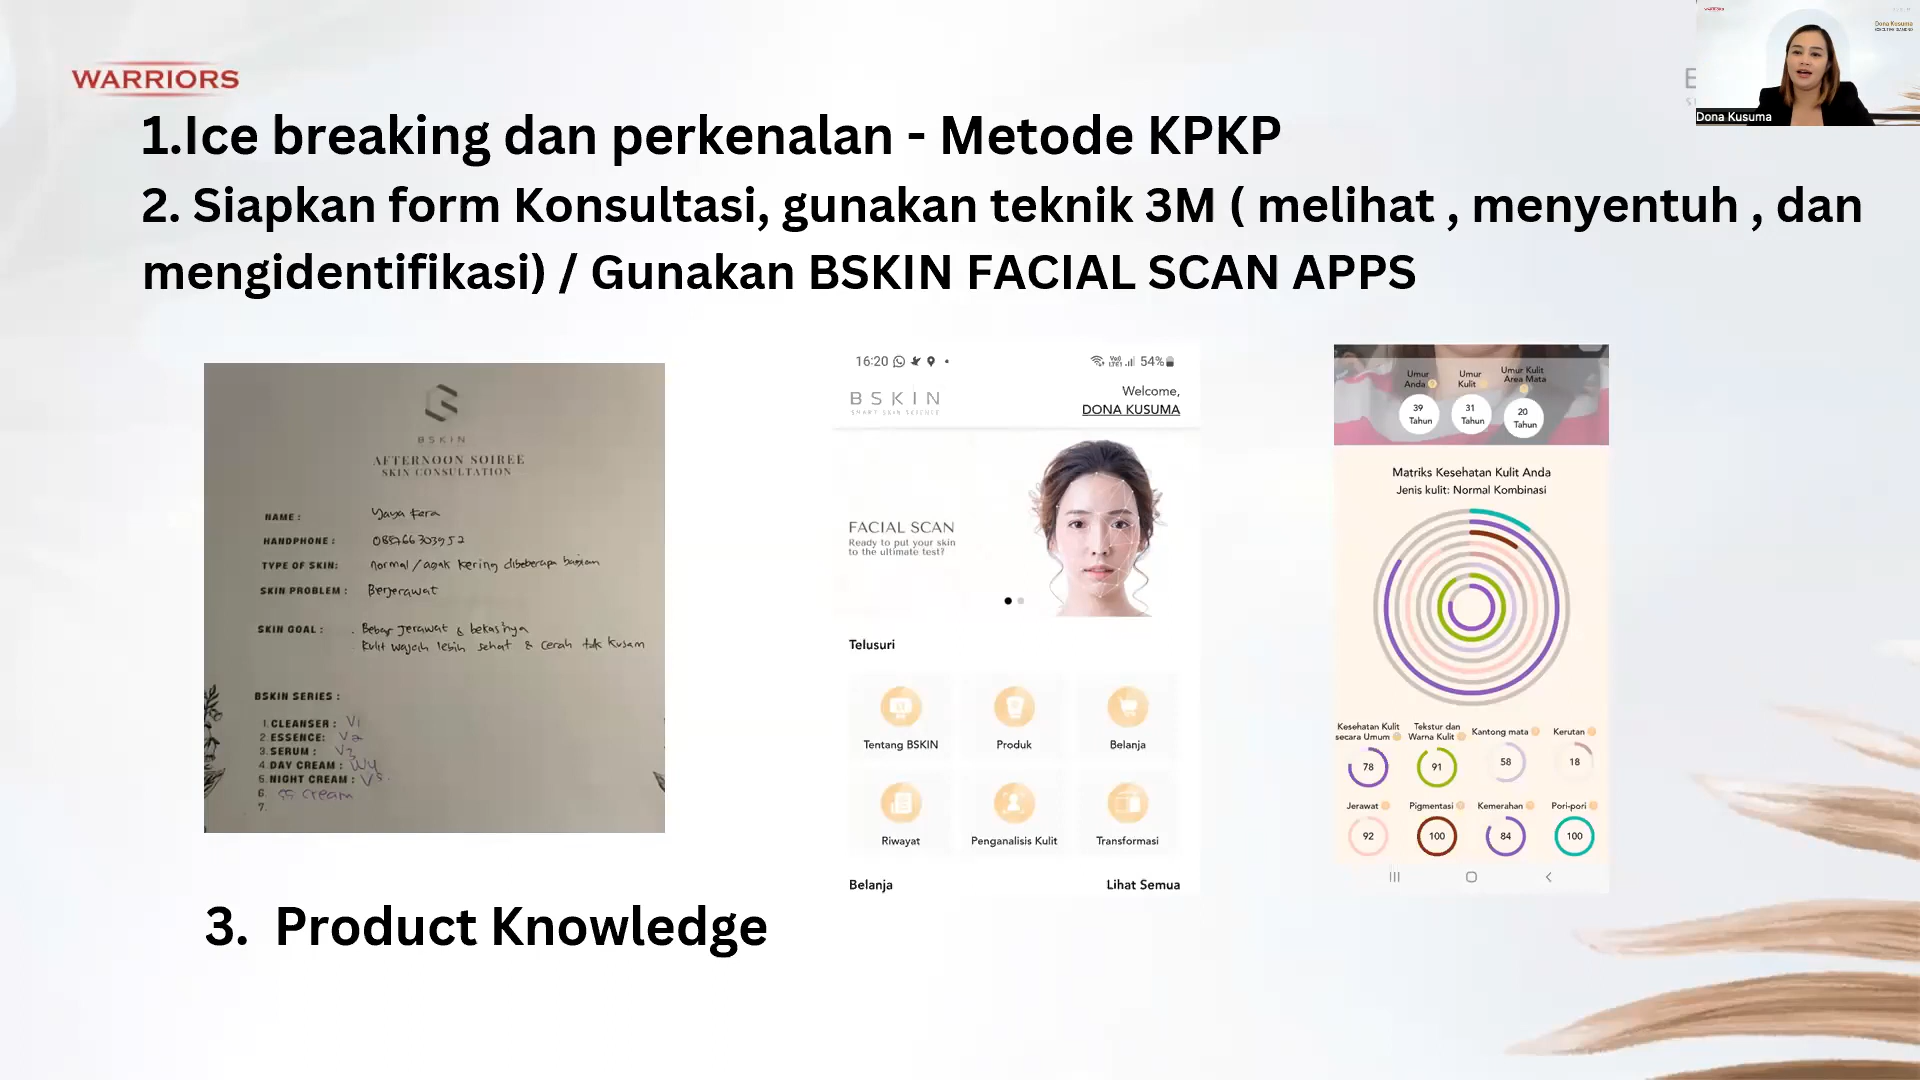 WARRIORS
Dona Kusuma
1.Ice breaking dan perkenalan - Metode KPKP
2. Siapkan form Konsultasi, gunakan teknik 3M ( melihat , menyentuh , dan
mengidentifikasi) / Gunakan BSKIN FACIAL SCAN APPS
BSKIN
AFTERNOON SOIREE
SKIN CONSULTATION
NAME : Yaya
HANDPHONE :
TYPE OF SKIN: normal / agak kering dibeberapa bagian
SKIN PROBLEM : Berjerawat
SKIN GOAL : . Bebas Jerawat & bekasnya
. Kulit wajah lebih sehat & cerah tdk kusam
BSKIN SERIES :
1. CLEANSER : V1
2. ESSENCE: V2
3. SERUM : V3
4. DAY CREAM :
5. NIGHT CREAM : V5.
6. cream
7.
16:20 54%
BSKIN
SMART SKIN SCIENCE
Welcome,
DONA KUSUMA
FACIAL SCAN
Ready to put your skin
to the ultimate test?
Telusuri
Tentang BSKIN Produk Belanja
Riwayat Penganalisis Kulit Transformasi
Belanja Lihat Semua
Umur Anda Umur Kulit Umur Kulit Area Mata
39 Tahun 31 Tahun 20 Tahun
Matriks Kesehatan Kulit Anda
Jenis kulit: Normal Kombinasi
Kesehatan Kulit secara Umum Tekstur dan Warna Kulit Kantong mata Kerutan
78 91 58 18
Jerawat Pigmentasi Kemerahan Pori-pori
92 100 84 100
3. Product Knowledge